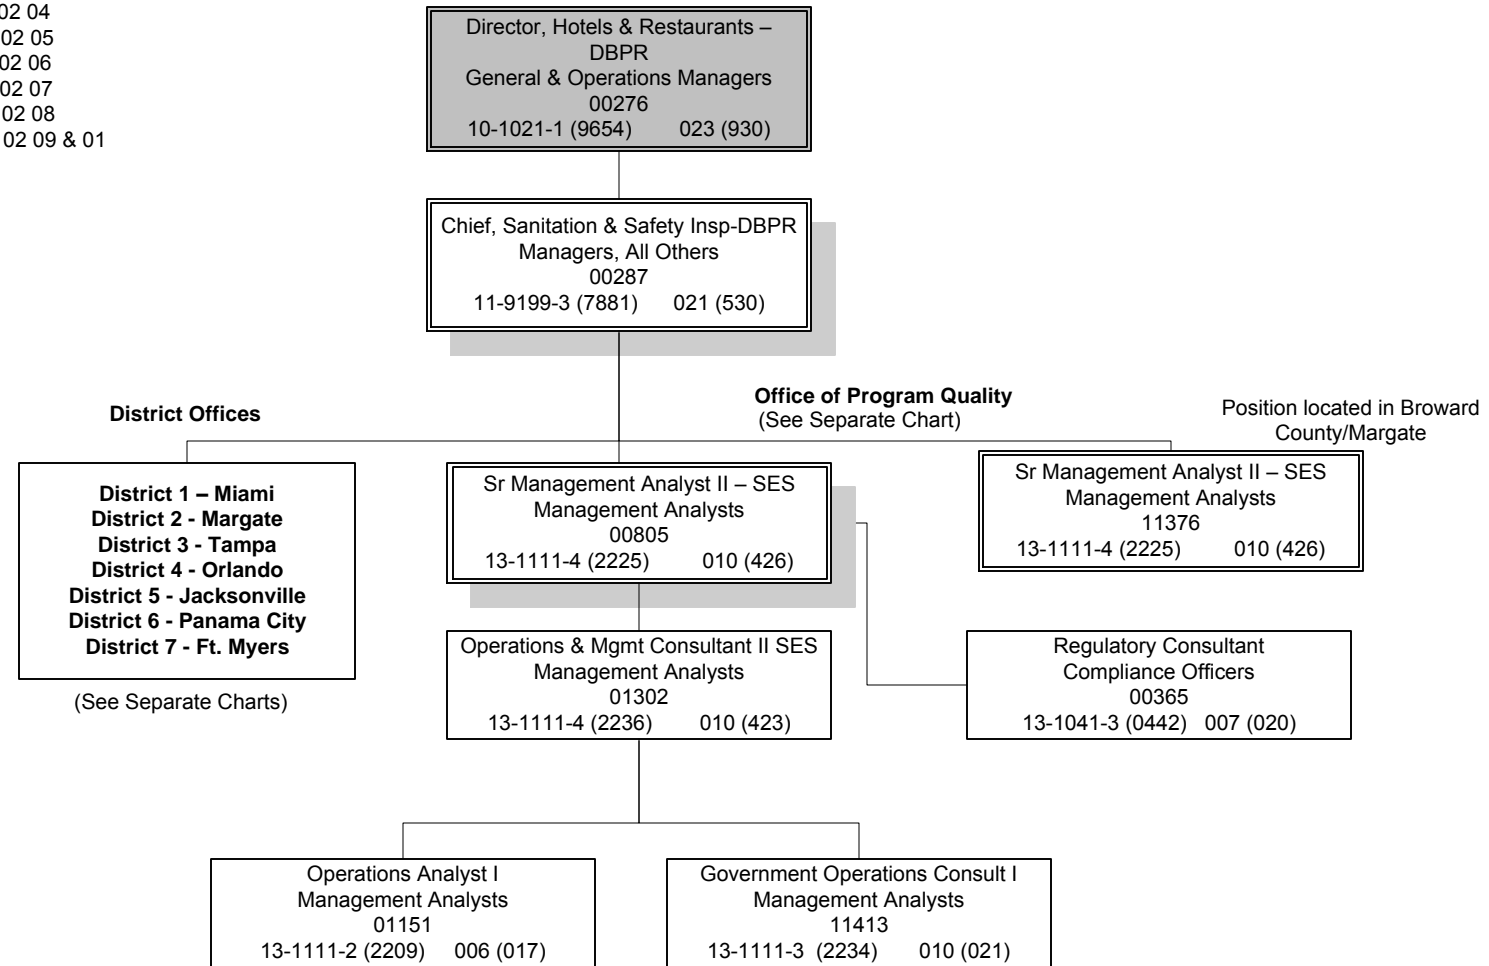 02 04
02 05
02 06
02 07
02 08
02 09 & 01
Director, Hotels & Restaurants –
DBPR
General & Operations Managers
00276
10-1021-1 (9654) 023 (930)
Chief, Sanitation & Safety Insp-DBPR
Managers, All Others
00287
11-9199-3 (7881) 021 (530)
District Offices
Office of Program Quality
(See Separate Chart)
Position located in Broward
County/Margate
District 1 – Miami
District 2 - Margate
District 3 - Tampa
District 4 - Orlando
District 5 - Jacksonville
District 6 - Panama City
District 7 - Ft. Myers
(See Separate Charts)
Sr Management Analyst II – SES
Management Analysts
00805
13-1111-4 (2225) 010 (426)
Sr Management Analyst II – SES
Management Analysts
11376
13-1111-4 (2225) 010 (426)
Operations & Mgmt Consultant II SES
Management Analysts
01302
13-1111-4 (2236) 010 (423)
Regulatory Consultant
Compliance Officers
00365
13-1041-3 (0442) 007 (020)
Operations Analyst I
Management Analysts
01151
13-1111-2 (2209) 006 (017)
Government Operations Consult I
Management Analysts
11413
13-1111-3 (2234) 010 (021)